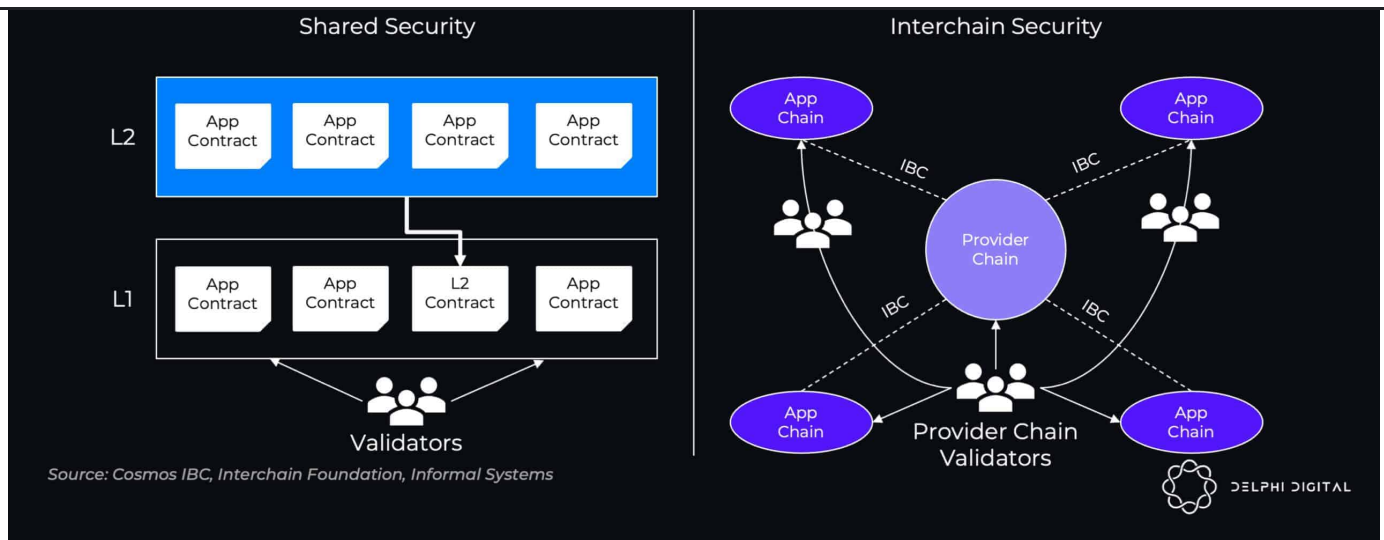 Shared Security
L2
App
Contract
App
Contract
App
Contract
App
Contract
L1
App
Contract
App
Contract
L2
Contract
App
Contract
Validators
Source: Cosmos IBC, Interchain Foundation, Informal Systems
Interchain Security
App
Chain
App
Chain
IBC
IBC
Provider
Chain
IBC
IBC
App
Chain
App
Chain
Provider Chain
Validators
DELPHI DIGITAL